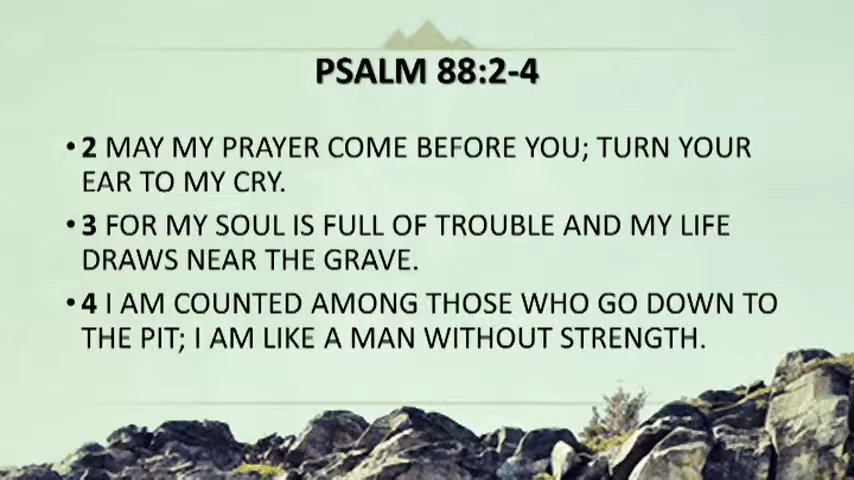 PSALM 88:2-4
• 2 MAY MY PRAYER COME BEFORE YOU; TURN YOUR
EAR TO MY CRY.
• 3 FOR MY SOUL IS FULL OF TROUBLE AND MY LIFE
DRAWS NEAR THE GRAVE.
• 4 I AM COUNTED AMONG THOSE WHO GO DOWN TO
THE PIT; I AM LIKE A MAN WITHOUT STRENGTH.